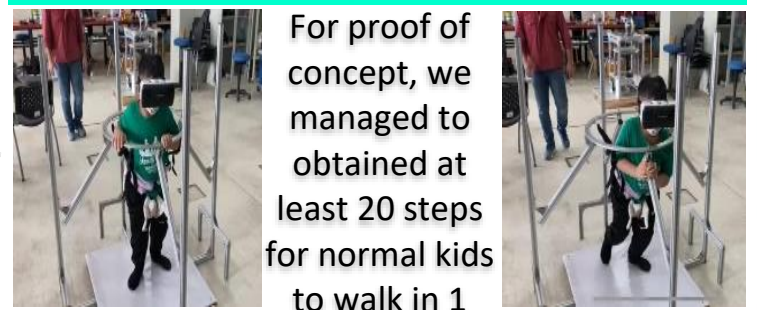 For proof of
concept, we
managed to
obtained at
least 20 steps
for normal kids
to walk in 1